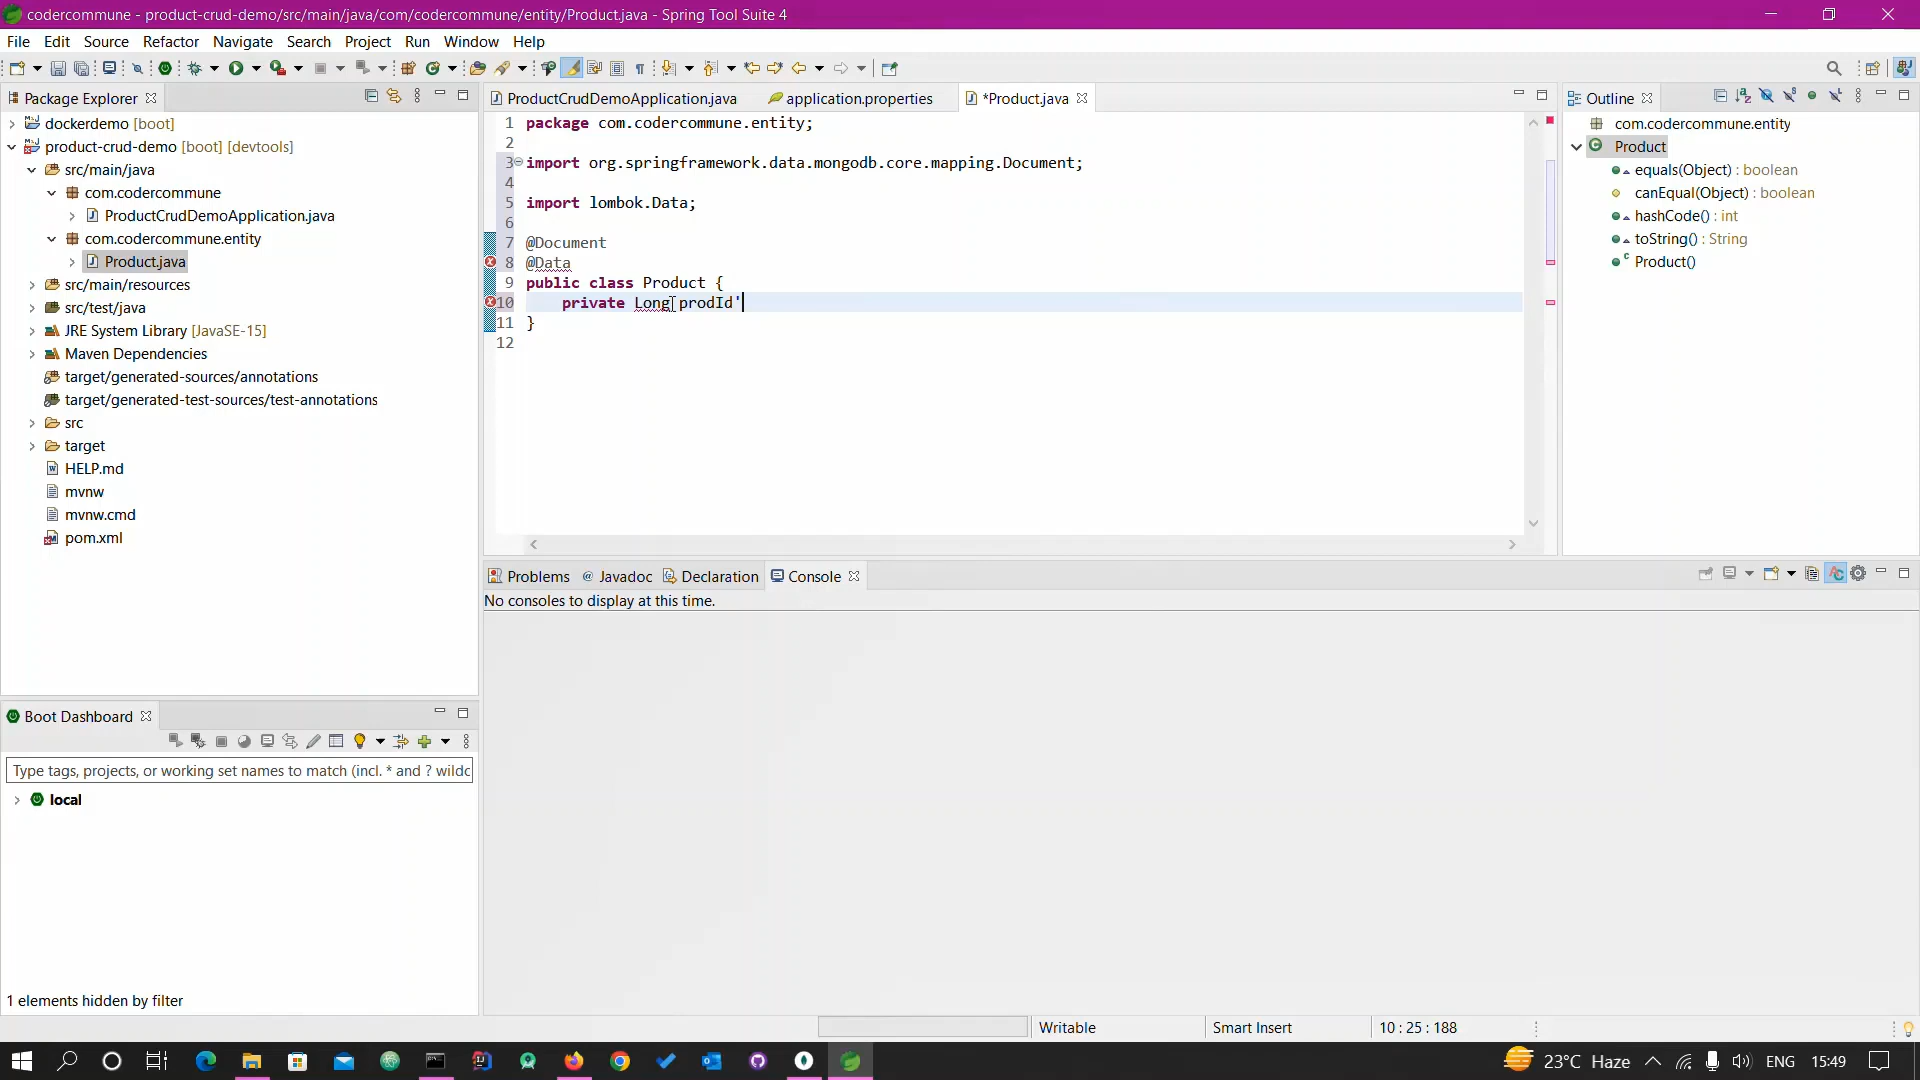 codercommune - product-crud-demo/src/main/java/com/codercommune/entity/Product.java - Spring Tool Suite 4
File Edit Source Refactor Navigate Search Project Run Window Help
Package Explorer
dockerdemo [boot]
product-crud-demo [boot] [devtools]
src/main/java
com.codercommune
ProductCrudDemoApplication.java
com.codercommune.entity
Product.java
src/main/resources
src/test/java
JRE System Library [JavaSE-15]
Maven Dependencies
target/generated-sources/annotations
target/generated-test-sources/test-annotations
src
target
HELP.md
mvnw
mvnw.cmd
pom.xml
Boot Dashboard
Type tags, projects, or working set names to match (incl. * and ? wildc
local
1 elements hidden by filter
ProductCrudDemoApplication.java application.properties *Product.java
1 package com.codercommune.entity;
2
3 import org.springframework.data.mongodb.core.mapping.Document;
4
5 import lombok.Data;
6
7 @Document
8 @Data
9 public class Product {
10 private Long prodId'
11 }
12
Outline
com.codercommune.entity
Product
equals(Object) : boolean
canEqual(Object) : boolean
hashCode() : int
toString() : String
Product()
Problems Javadoc Declaration Console
No consoles to display at this time.
Writable Smart Insert 10 : 25 : 188
23°C Haze ENG 15:49